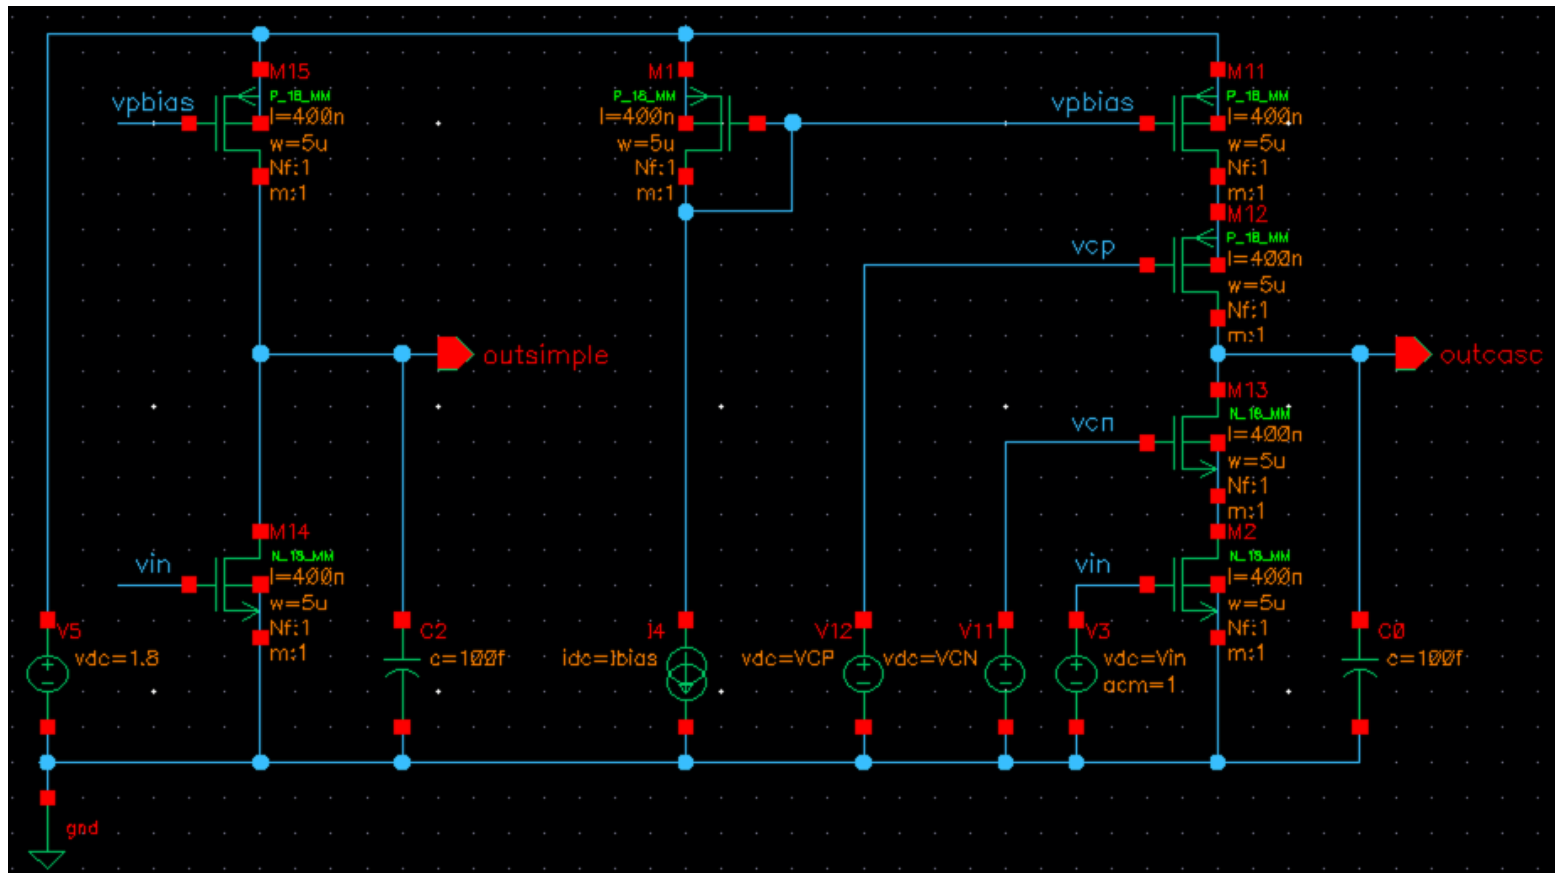 M15
P_18_MM
l=400n
w=5u
Nf:1
m:1
vpbias
M1
P_18_MM
l=400n
w=5u
Nf:1
m:1
vpbias
M11
P_18_MM
l=400n
w=5u
Nf:1
m:1
vcp
M12
P_18_MM
l=400n
w=5u
Nf:1
m:1
outsimple
outcasc
vcn
M13
N_18_MM
l=400n
w=5u
Nf:1
m:1
vin
M14
N_18_MM
l=400n
w=5u
Nf:1
m:1
vin
M2
N_18_MM
l=400n
w=5u
Nf:1
m:1
V5
vdc=1.8
C2
c=100f
I4
idc=Ibias
V12
vdc=VCP
V11
vdc=VCN
V3
vdc=Vin
acm=1
C0
c=100f
gnd